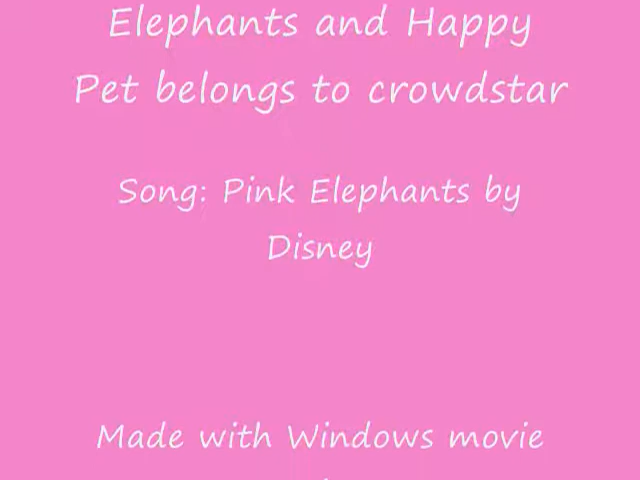 Elephants and Happy
Pet belongs to crowdstar
Song: Pink Elephants by
Disney
Made with Windows movie